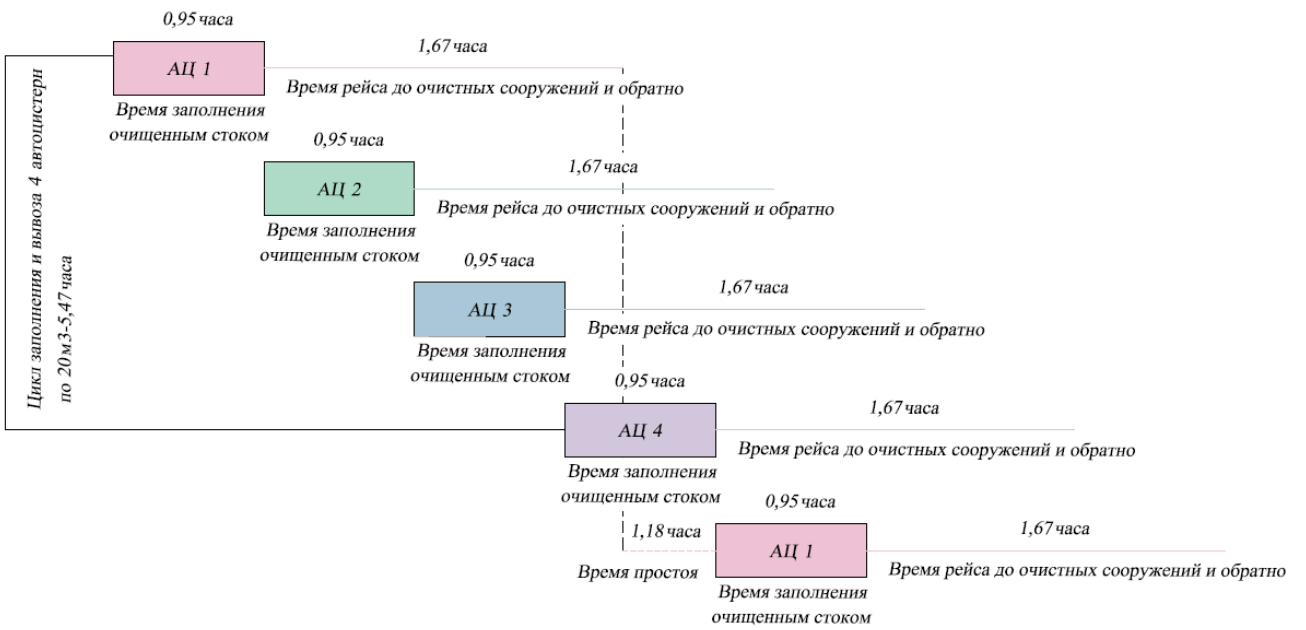 0,95 часа
АЦ 1
1,67 часа
Время рейса до очистных сооружений и обратно
Время заполнения
очищенным стоком
Цикл заполнения и вывоза 4 автоцистерн
по 20м3-5,47часа
0,95 часа
АЦ 2
1,67 часа
Время рейса до очистных сооружений и обратно
Время заполнения
очищенным стоком
0,95 часа
АЦ 3
1,67 часа
Время рейса до очистных сооружений и обратно
Время заполнения
очищенным стоком
0,95 часа
АЦ 4
1,67 часа
Время рейса до очистных сооружений и обратно
Время заполнения
очищенным стоком
1,18 часа
Время простоя
0,95 часа
АЦ 1
1,67 часа
Время рейса до очистных сооружений и обратно
Время заполнения
очищенным стоком